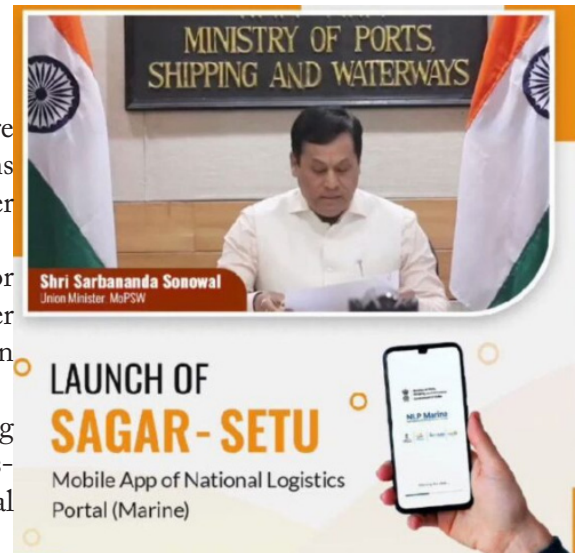 MINISTRY OF PORTS,
SHIPPING AND WATERWAYS
Shri Sarbananda Sonowal
Union Minister, MoPSW
LAUNCH OF
SAGAR - SETU
Mobile App of National Logistics
Portal (Marine)
NLP Marine